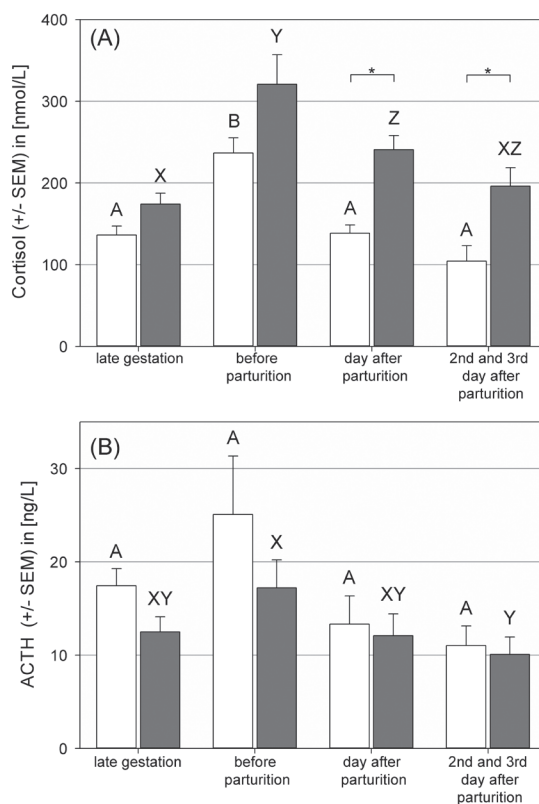 (A)
Cortisol (+/- SEM) in [nmol/L]
400
300
200
100
0
A
X
B
Y
A
*
Z
A
*
XZ
late gestation
before
parturition
day after
parturition
2nd and 3rd
day after
parturition
(B)
ACTH (+/- SEM) in [ng/L]
30
20
10
0
A
XY
A
X
A
XY
A
Y
late gestation
before
parturition
day after
parturition
2nd and 3rd
day after
parturition